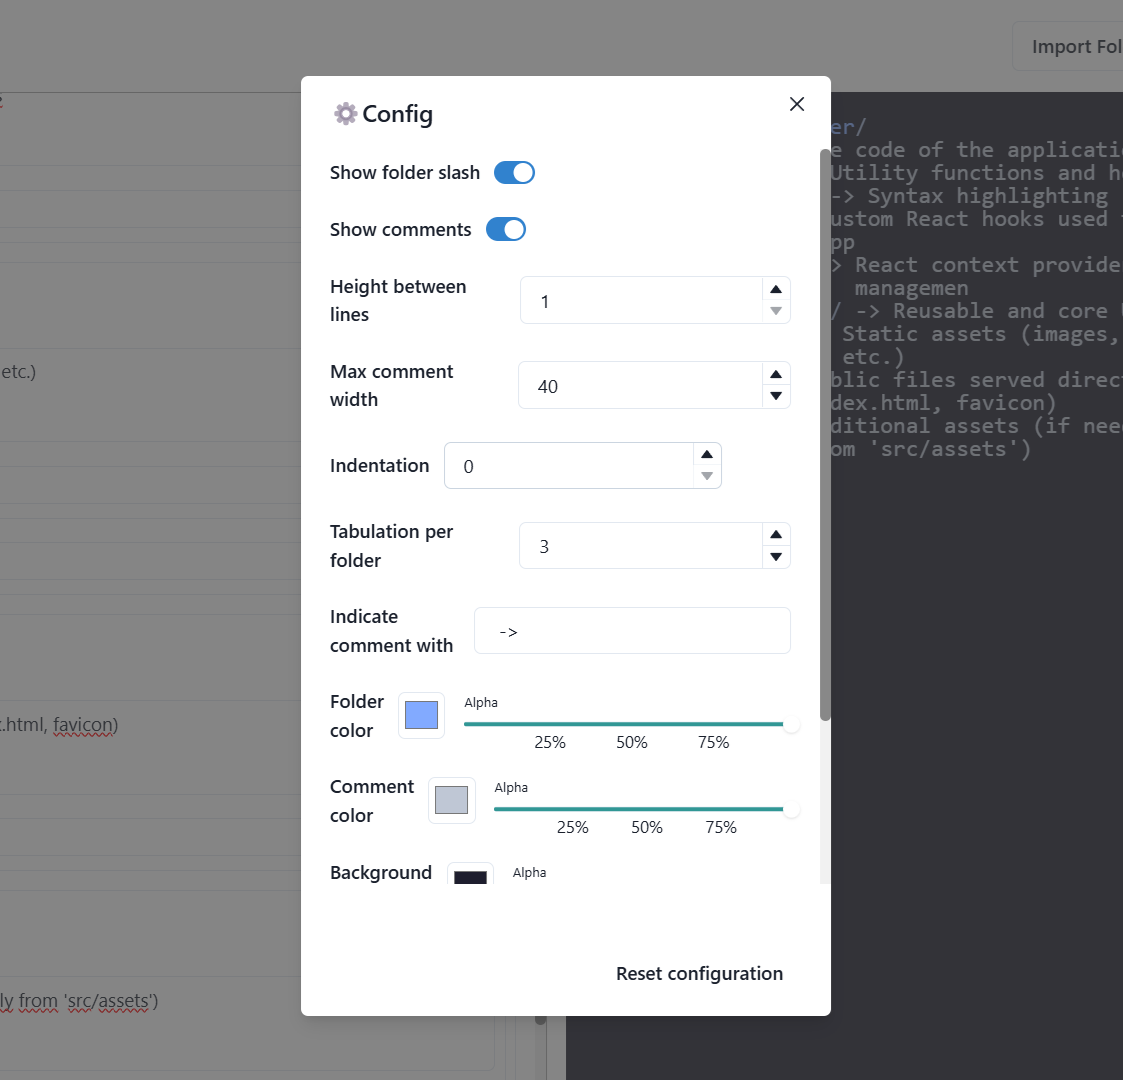 Import Fol
Config
Show folder slash
Show comments
Height between
lines
1
Max comment
width
40
Indentation
0
Tabulation per
folder
3
Indicate
comment with
->
Folder
color
Alpha
25% 50% 75%
Comment
color
Alpha
25% 50% 75%
Background
Alpha
Reset configuration
etc.)
.html, favicon)
ly from 'src/assets')
er/
e code of the applicati
Utility functions and h
-> Syntax highlighting
ustom React hooks used
pp
> React context provide
managemen
/ -> Reusable and core
Static assets (images,
etc.)
blic files served direc
dex.html, favicon)
ditional assets (if nee
om 'src/assets')